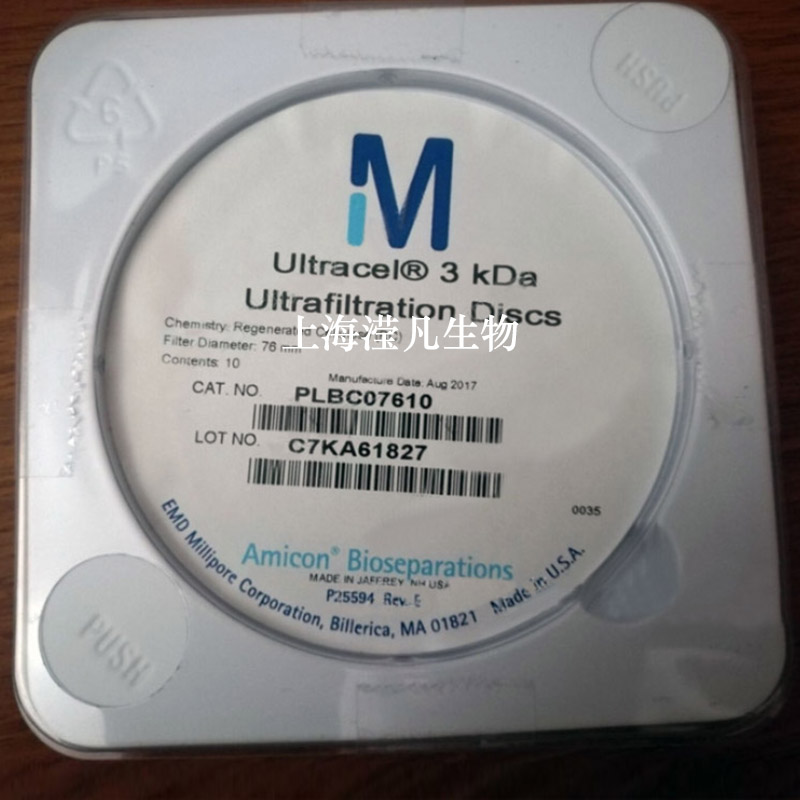 PUSH
PS
M
Ultracel® 3 kDa
Ultrafiltration Discs
上海滢凡生物
Chemistry: Regenerated
Filter Diameter: 76 mm
Contents: 10
Manufacture Date: Aug 2017
CAT. NO. PLBC07610
LOT NO. C7KA61827
0035
Amicon® Bioseparations
MADE IN JAFFREY NH USA
P25594 Rev. E
EMD Millipore Corporation, Billerica, MA 01821 Made in U.S.A.
PUSH